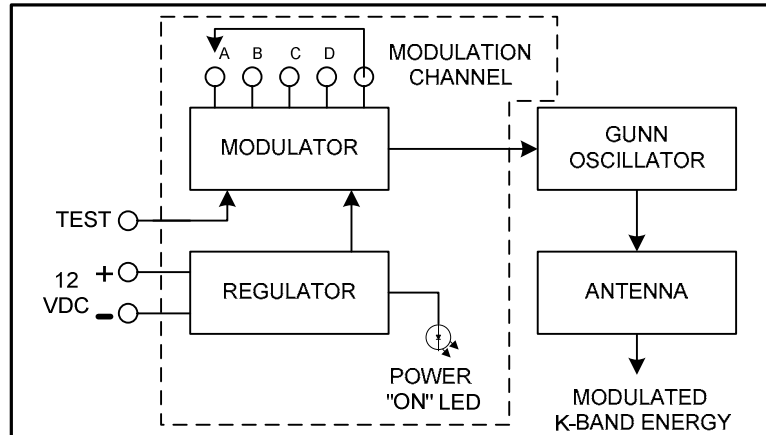 A B C D
MODULATION
CHANNEL
MODULATOR
GUNN
OSCILLATOR
TEST
+
12
VDC
-
REGULATOR
ANTENNA
POWER
"ON" LED
MODULATED
K-BAND ENERGY